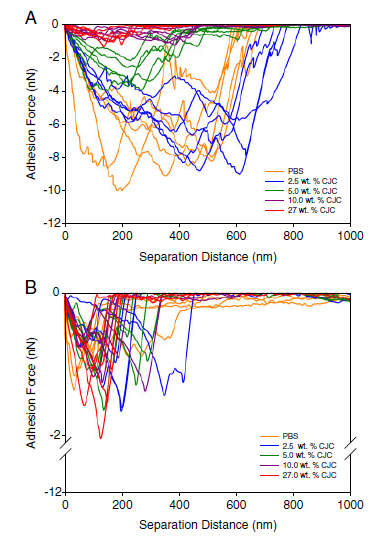 A
0
-2
-4
-6
-8
-10
-12
Adhesion Force (nN)
PBS
2.5 wt. % CJC
5.0 wt. % CJC
10.0 wt. % CJC
27 wt. % CJC
0 200 400 600 800 1000
Separation Distance (nm)
B
0
-2
-12
Adhesion Force (nN)
PBS
2.5 wt. % CJC
5.0 wt. % CJC
10.0 wt. % CJC
27.0 wt. % CJC
0 200 400 600 800 1000
Separation Distance (nm)